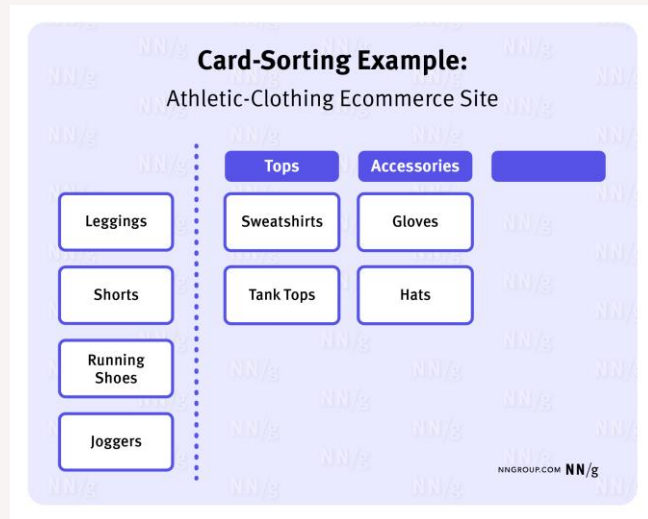 Card-Sorting Example:
Athletic-Clothing Ecommerce Site
Tops
Accessories
Leggings
Sweatshirts
Gloves
Shorts
Tank Tops
Hats
Running
Shoes
Joggers
NNGROUP.COM NN/g